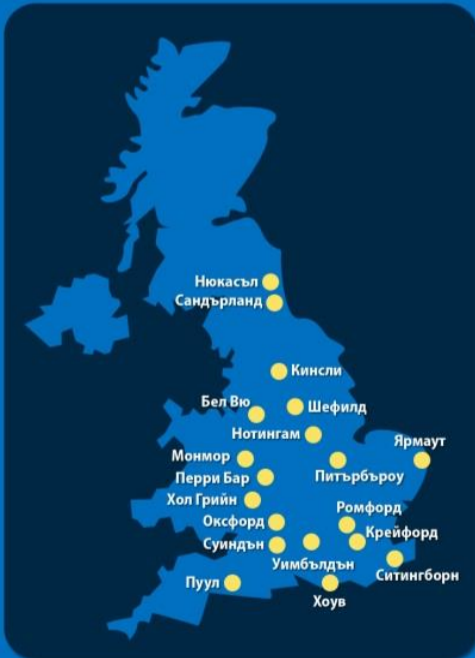 Нюкасъл
Сандърланд
Кинсли
Бел Вю
Шефилд
Нотингам
Ярмаут
Монмор
Перри Бар
Питърбъроу
Хол Грийн
Ромфорд
Оксфорд
Крейфорд
Суиндън
Уимбълдън
Ситингборн
Пуул
Хоув